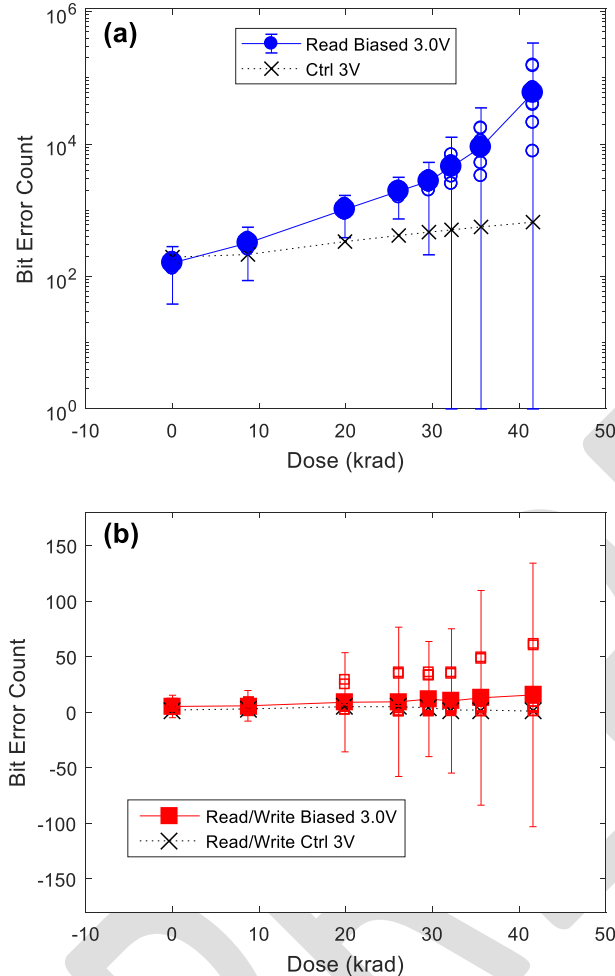 (a)
Read Biased 3.0V
Ctrl 3V
10^6
10^4
10^2
10^0
Bit Error Count
-10 0 10 20 30 40 50
Dose (krad)
(b)
150
100
50
0
-50
-100
-150
Bit Error Count
Read/Write Biased 3.0V
Read/Write Ctrl 3V
-10 0 10 20 30 40 50
Dose (krad)